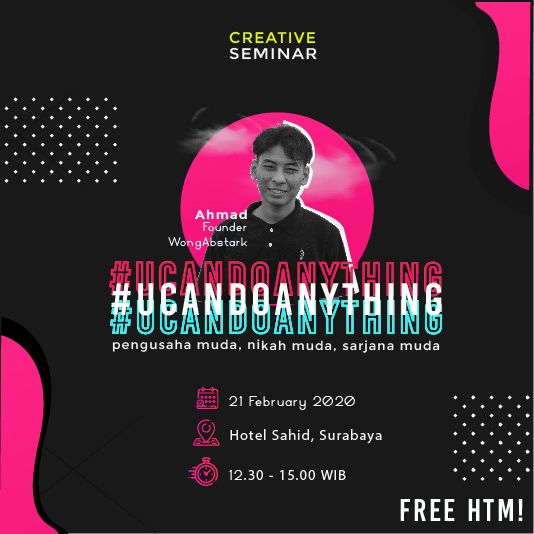 CREATIVE
SEMINAR
Ahmad
Founder
WongAbstark
#UCANDOANYTHING
#UCANDOANYTHING
#UCANDOANYTHING
pengusaha muda, nikah muda, sarjana muda
21 February 2020
Hotel Sahid, Surabaya
12.30 - 15.00 WIB
FREE HTM!